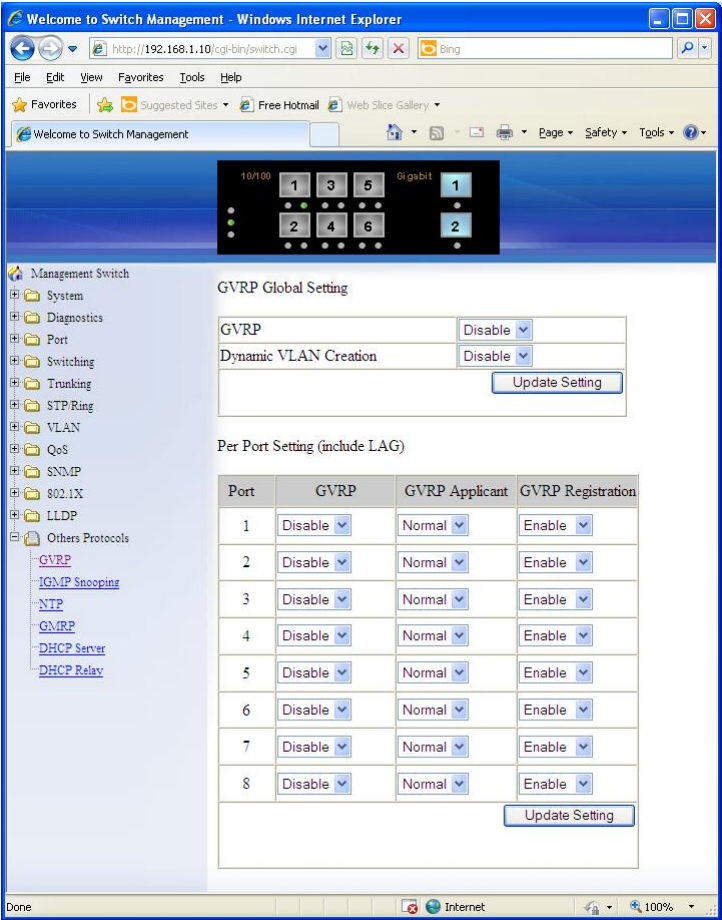 Welcome to Switch Management - Windows Internet Explorer
http://192.168.1.10/cgi-bin/switch.cgi Bing
File Edit View Favorites Tools Help
Favorites Suggested Sites Free Hotmail Web Slice Gallery
Welcome to Switch Management Page Safety Tools
10/100 1 3 5 Gigabit 1
2 4 6 2
Management Switch
System
Diagnostics
Port
Switching
Trunking
STP/Ring
VLAN
QoS
SNMP
802.1X
LLDP
Others Protocols
GVRP
IGMP Snooping
NTP
GMRP
DHCP Server
DHCP Relay
GVRP Global Setting
GVRP Disable
Dynamic VLAN Creation Disable
Update Setting
Per Port Setting (include LAG)
Port GVRP GVRP Applicant GVRP Registration
1 Disable Normal Enable
2 Disable Normal Enable
3 Disable Normal Enable
4 Disable Normal Enable
5 Disable Normal Enable
6 Disable Normal Enable
7 Disable Normal Enable
8 Disable Normal Enable
Update Setting
Done Internet 100%